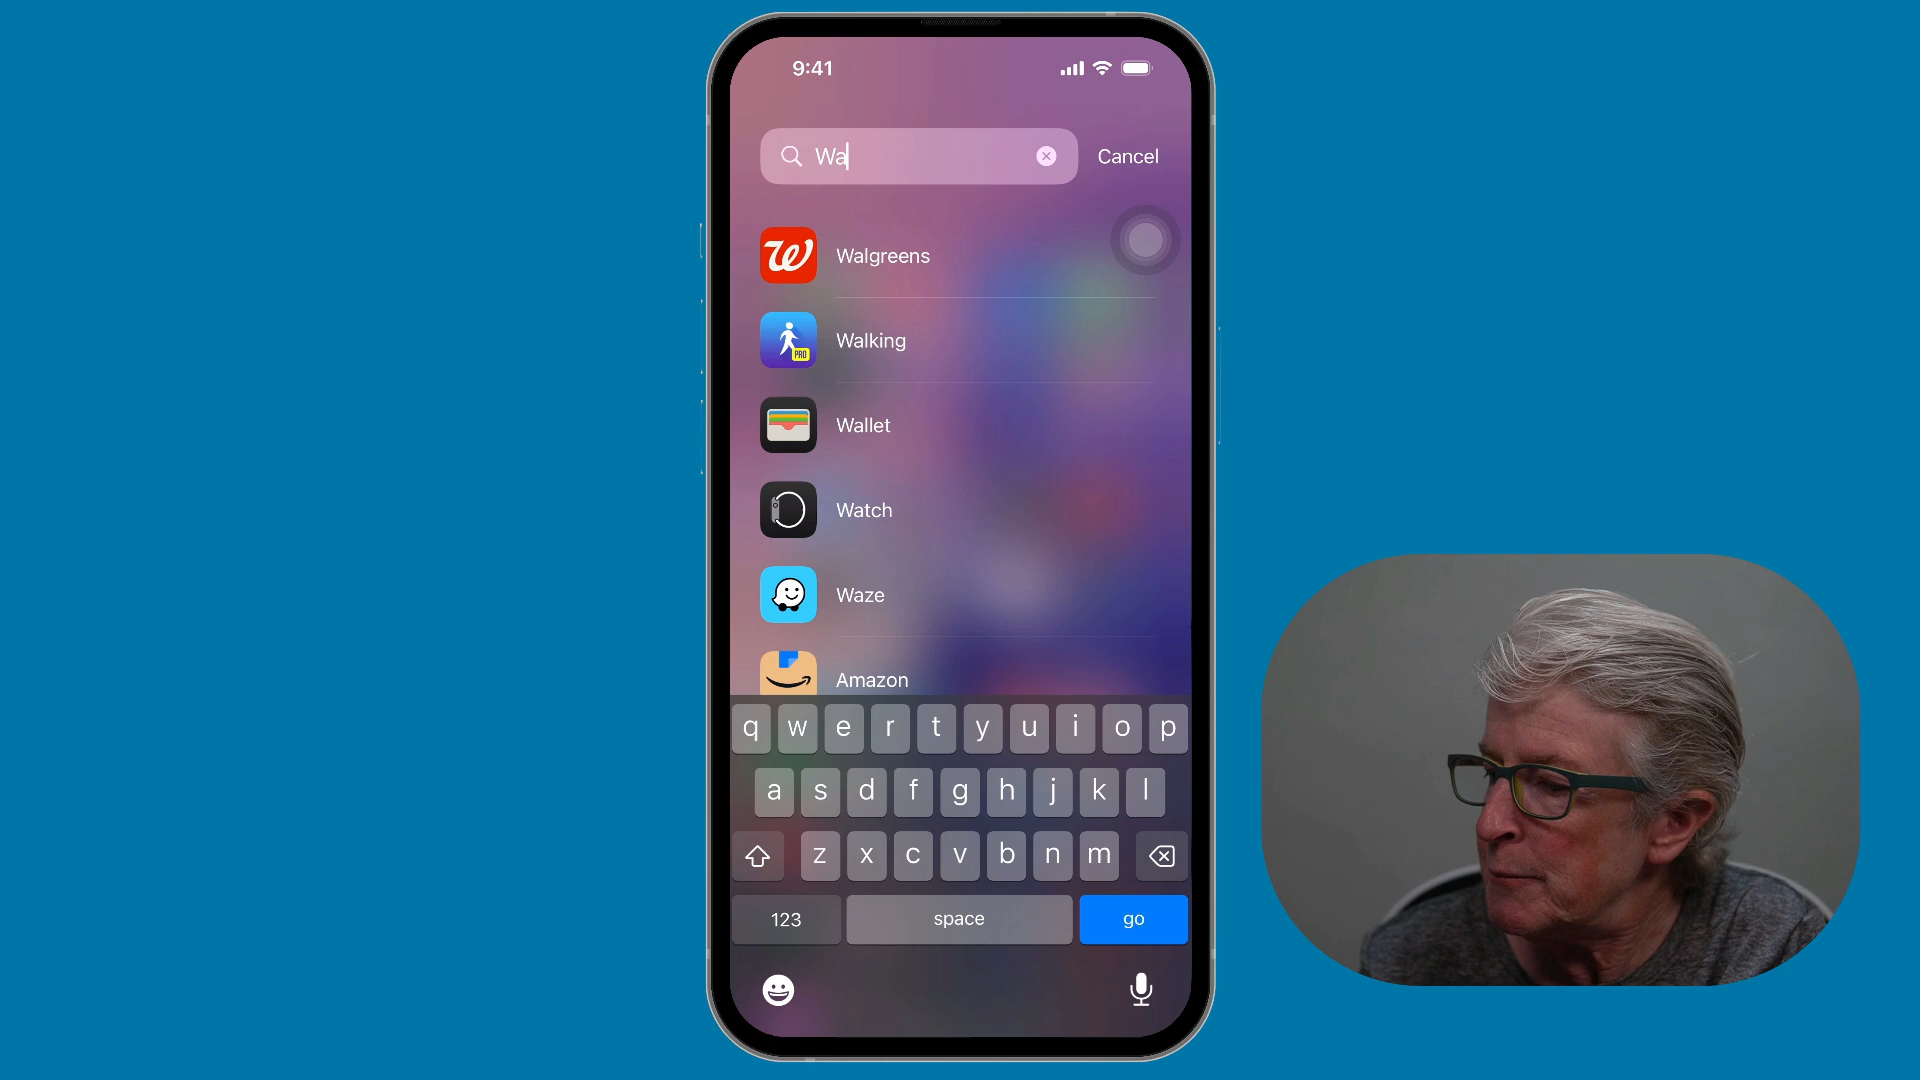 9:41
Wa
Cancel
Walgreens
PRO
Walking
Wallet
Watch
Waze
Amazon
q w e r t y u i o p
a s d f g h j k l
z x c v b n m
123 space go